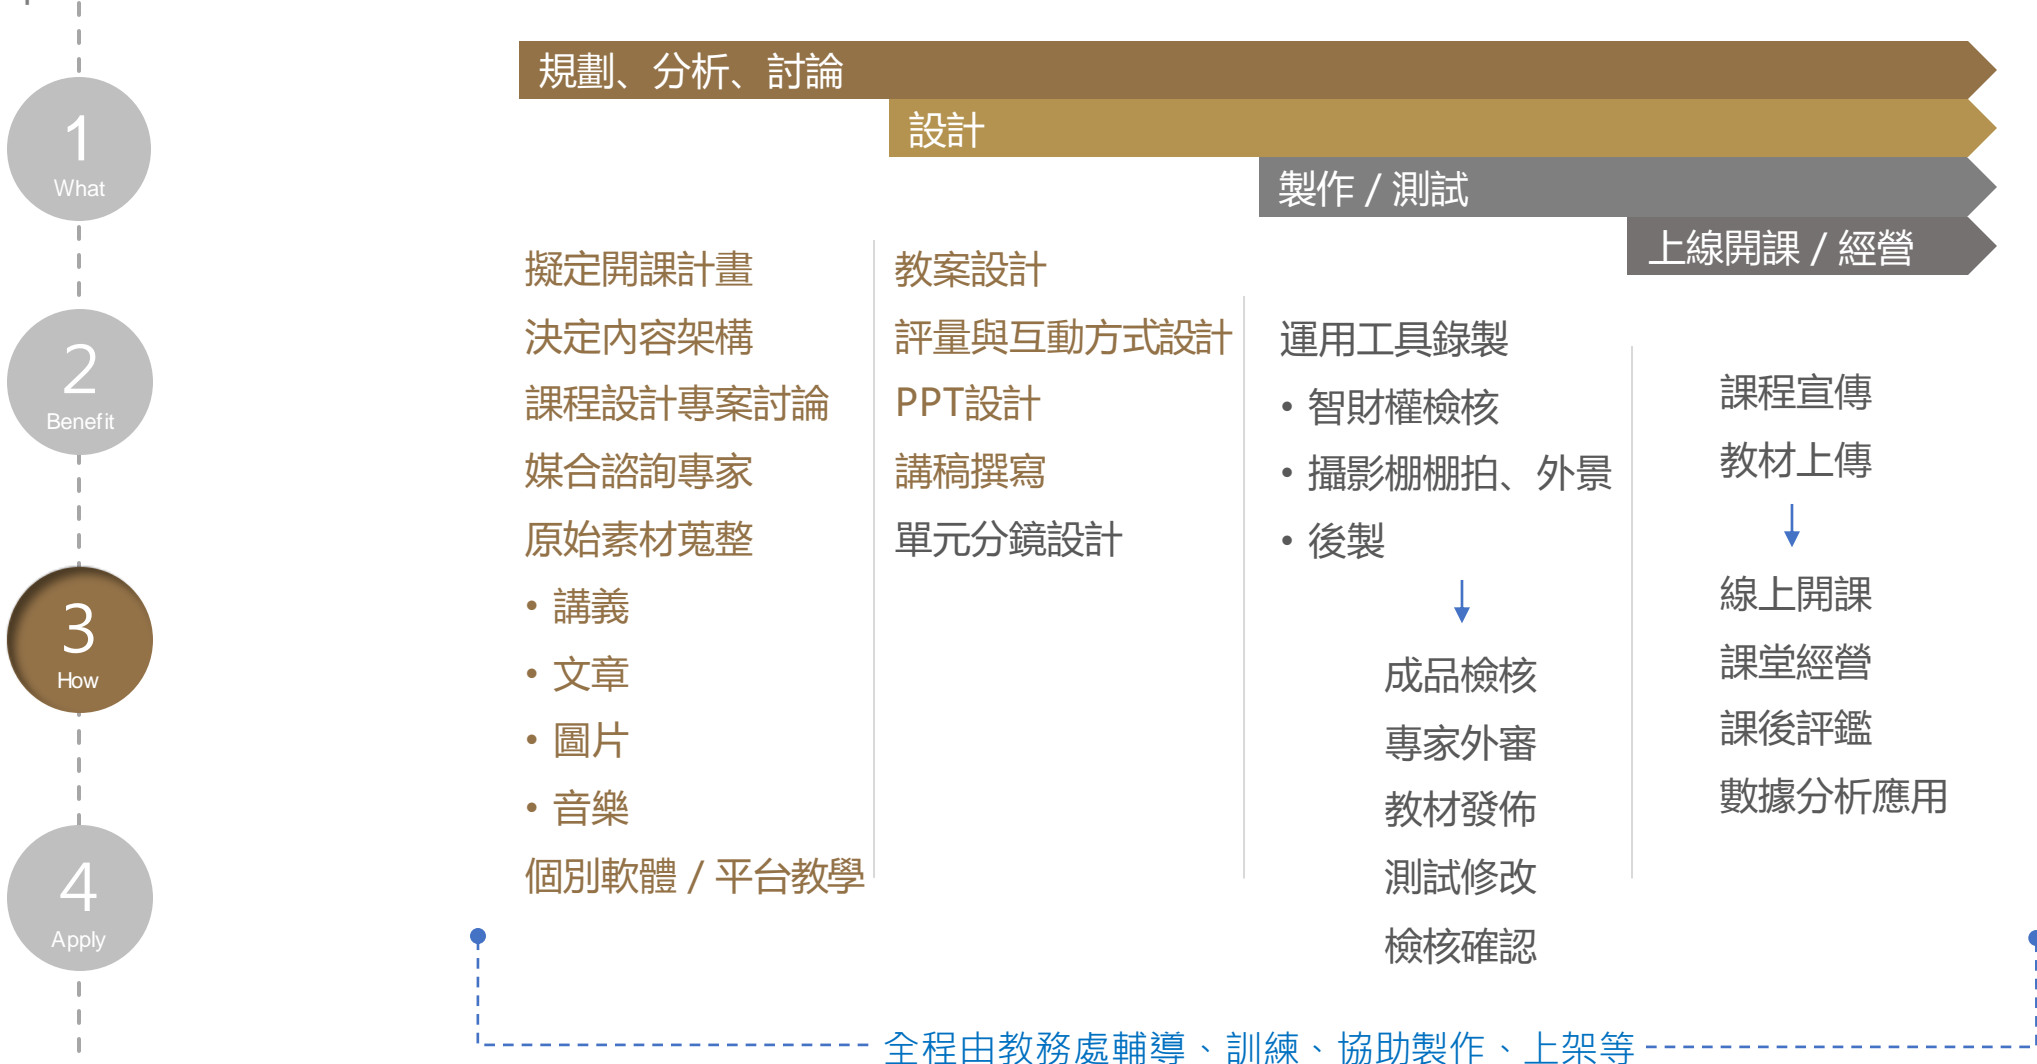 1
What
2
Benefit
3
How
4
Apply
規劃、分析、討論
設計
製作 / 測試
上線開課 / 經營
擬定開課計畫
決定內容架構
課程設計專案討論
媒合諮詢專家
原始素材蒐整
• 講義
• 文章
• 圖片
• 音樂
個別軟體 / 平台教學
教案設計
評量與互動方式設計
PPT設計
講稿撰寫
單元分鏡設計
運用工具錄製
• 智財權檢核
• 攝影棚棚拍、外景
• 後製
成品檢核
專家外審
教材發佈
測試修改
檢核確認
課程宣傳
教材上傳
線上開課
課堂經營
課後評鑑
數據分析應用
全程由教務處輔導、訓練、協助製作、上架等